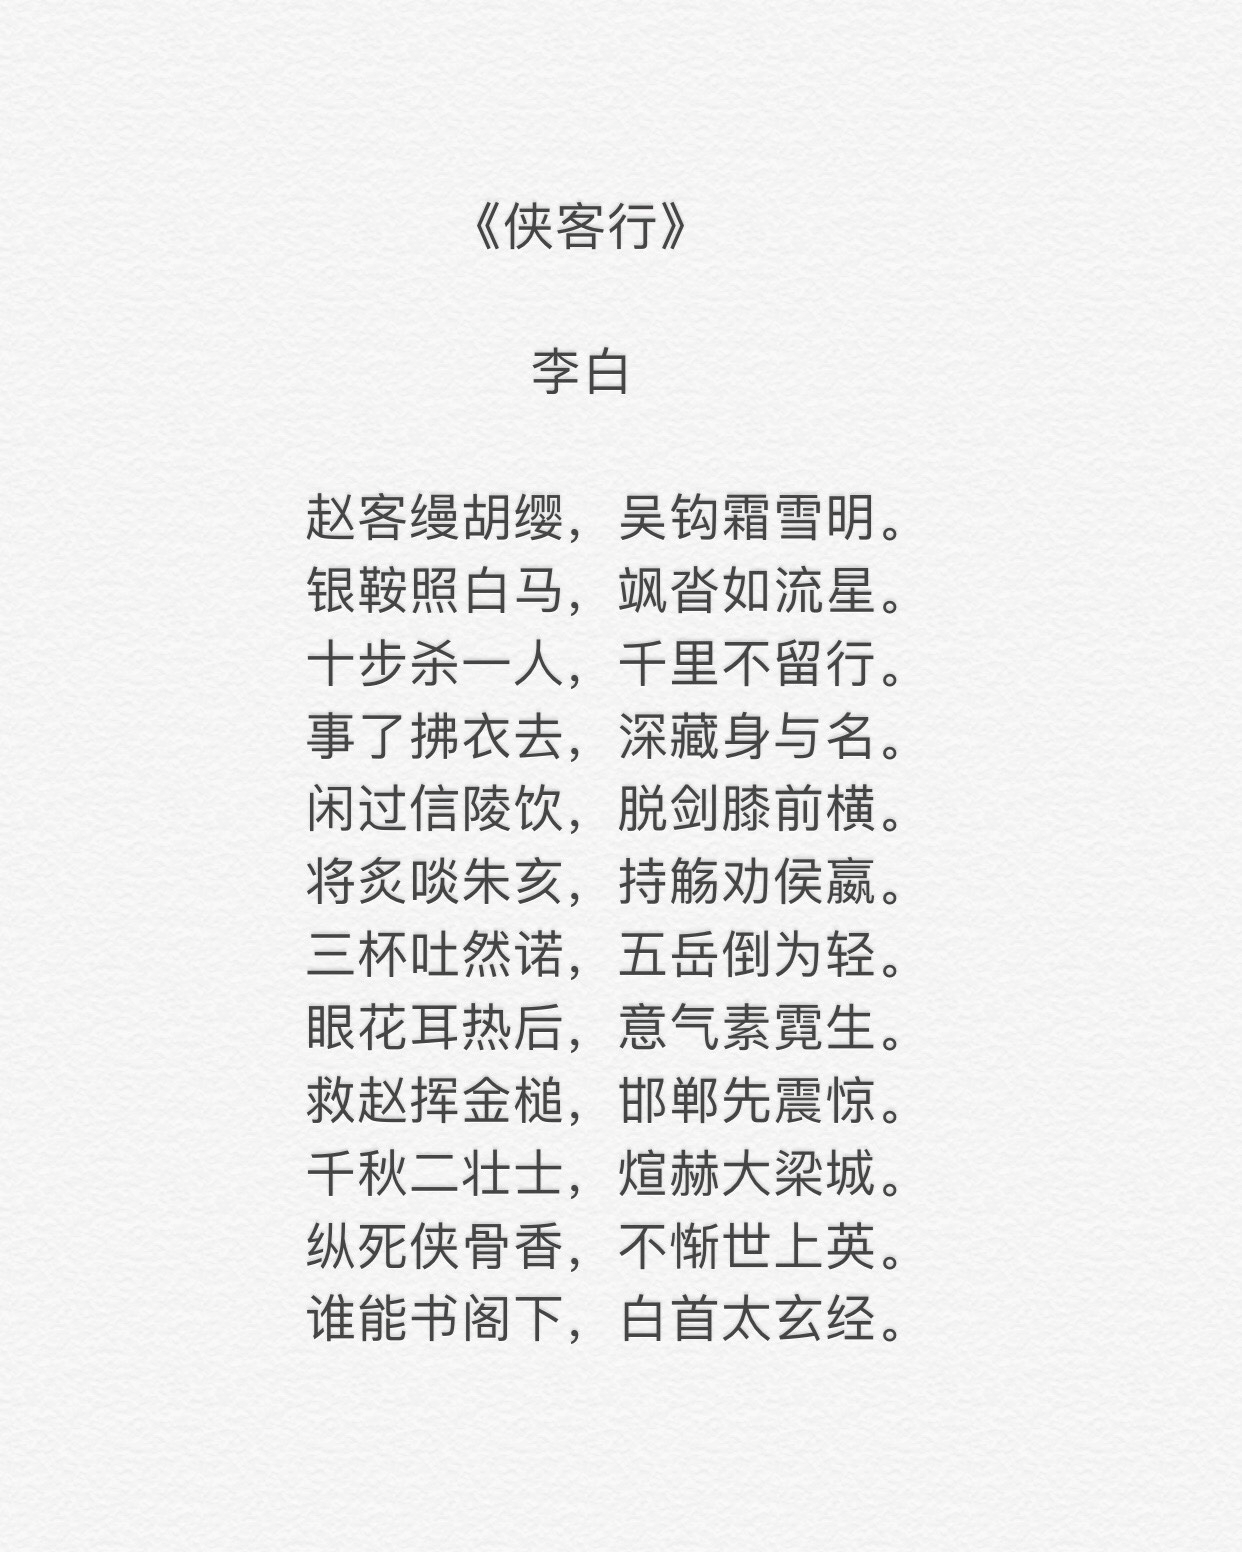 《侠客行》
李白
赵客缦胡缨，吴钩霜雪明。
银鞍照白马，飒沓如流星。
十步杀一人，千里不留行。
事了拂衣去，深藏身与名。
闲过信陵饮，脱剑膝前横。
将炙啖朱亥，持觞劝侯嬴。
三杯吐然诺，五岳倒为轻。
眼花耳热后，意气素霓生。
救赵挥金槌，邯郸先震惊。
千秋二壮士，煊赫大梁城。
纵死侠骨香，不惭世上英。
谁能书阁下，白首太玄经。